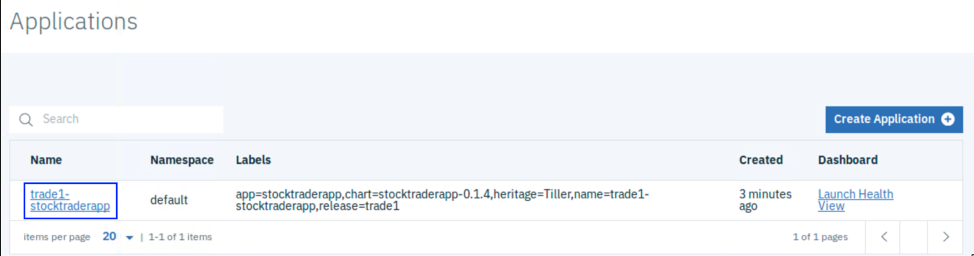 Applications
Search
Create Application
Name Namespace Labels Created Dashboard
trade1-
stocktraderapp
default
app=stocktraderapp,chart=stocktraderapp-0.1.4,heritage=Tiller,name=trade1-
stocktraderapp,release=trade1
3 minutes
ago
Launch Health
View
items per page 20 | 1-1 of 1 items 1 of 1 pages